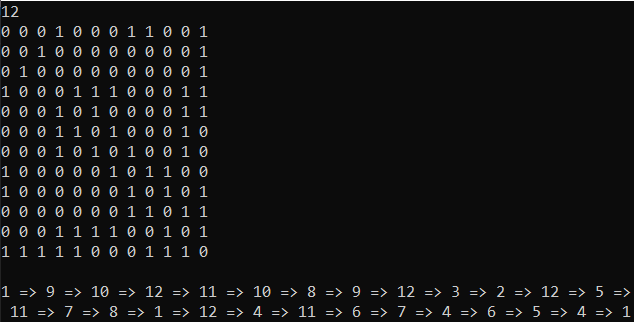 12
0 0 0 1 0 0 0 1 1 0 0 1
0 0 1 0 0 0 0 0 0 0 0 1
0 1 0 0 0 0 0 0 0 0 0 1
1 0 0 0 1 1 1 0 0 0 1 1
0 0 0 1 0 1 0 0 0 0 1 1
0 0 0 1 1 0 1 0 0 0 1 0
0 0 0 1 0 1 0 1 0 0 1 0
1 0 0 0 0 0 1 0 1 1 0 0
1 0 0 0 0 0 0 1 0 1 0 1
0 0 0 0 0 0 0 1 1 0 1 1
0 0 0 1 1 1 1 0 0 1 0 1
1 1 1 1 1 0 0 0 1 1 1 0
1 => 9 => 10 => 12 => 11 => 10 => 8 => 9 => 12 => 3 => 2 => 12 => 5 =>
11 => 7 => 8 => 1 => 12 => 4 => 11 => 6 => 7 => 4 => 6 => 5 => 4 => 1